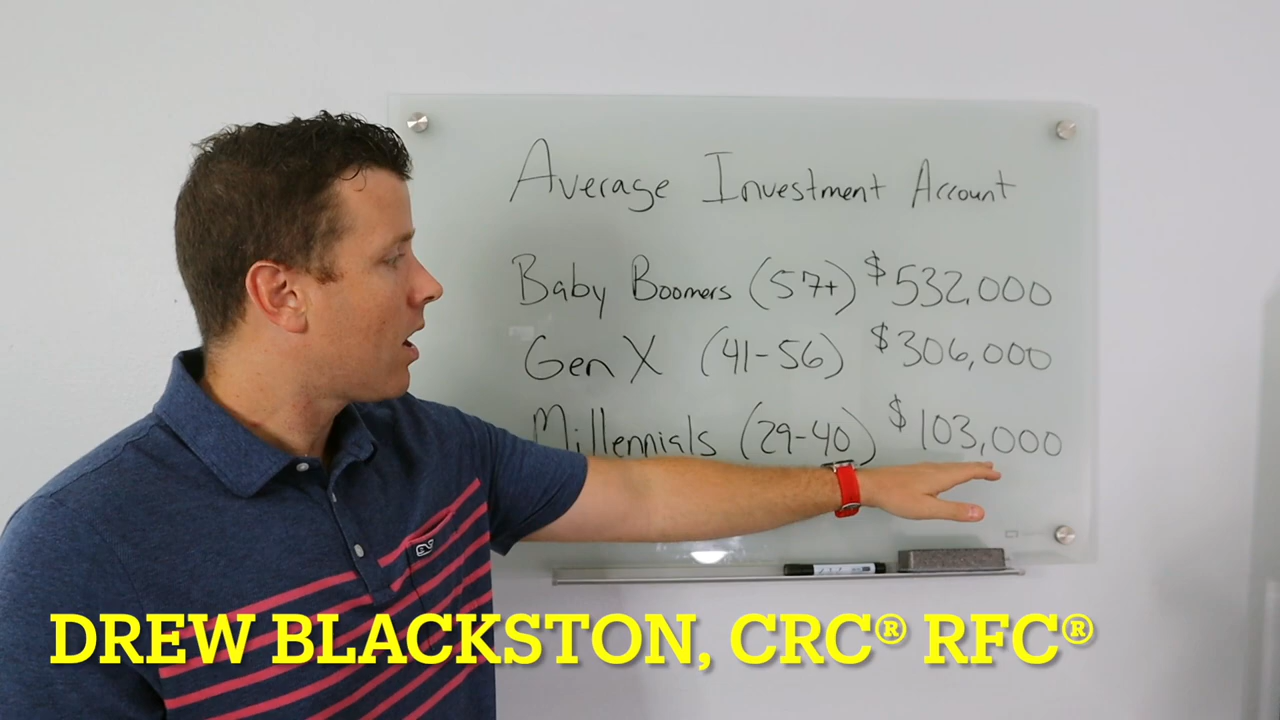 Average Investment Account
Baby Boomers (57+) $532,000
Gen X (41-56) $306,000
Millennials (29-40) $103,000
DREW BLACKSTON, CRC® RFC®